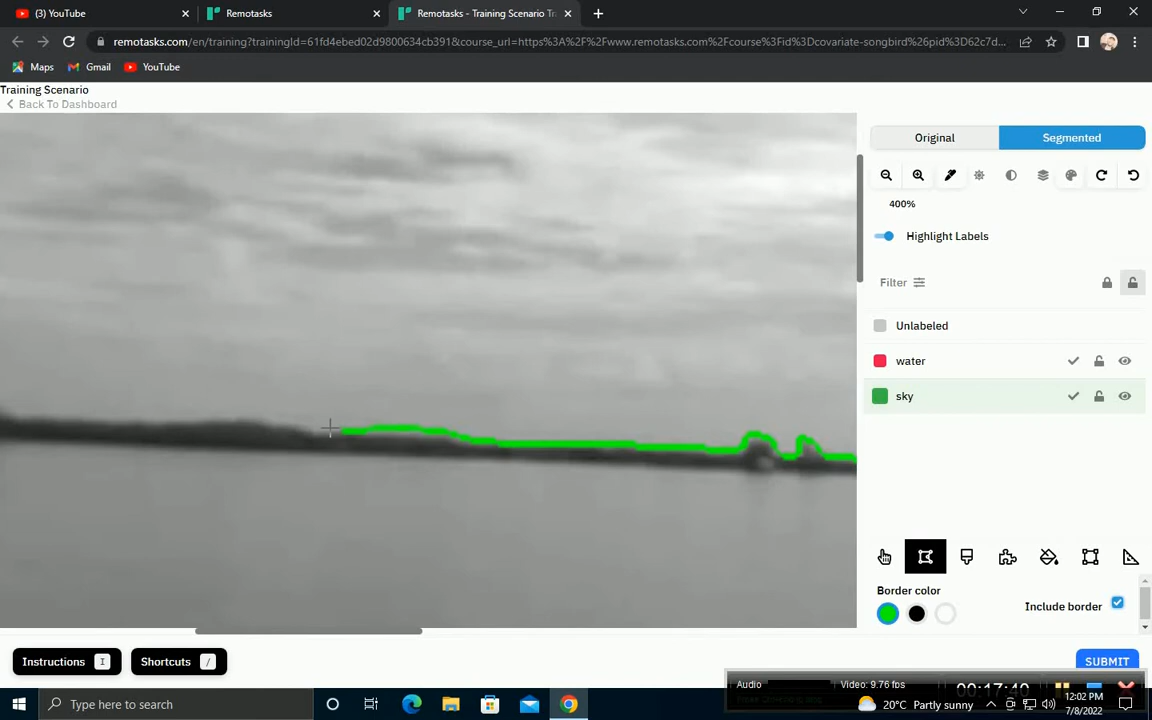 (3) YouTube
Remotasks
Remotasks - Training Scenario Tr
remotasks.com/en/training?trainingId=61fd4ebed02d9800634cb391&course_url=https%3A%2F%2Fwww.remotasks.com%2Fcourse%3Fid%3Dcovariate-songbird%26pid%3D62c7d...
Maps
Gmail
YouTube
Training Scenario
Back To Dashboard
Original
Segmented
400%
Highlight Labels
Filter
Unlabeled
water
sky
Border color
Include border
Instructions I
Shortcuts /
SUBMIT
Audio
Video: 9.76 fps
00:17:40
Type here to search
20°C Partly sunny
12:02 PM
7/8/2022